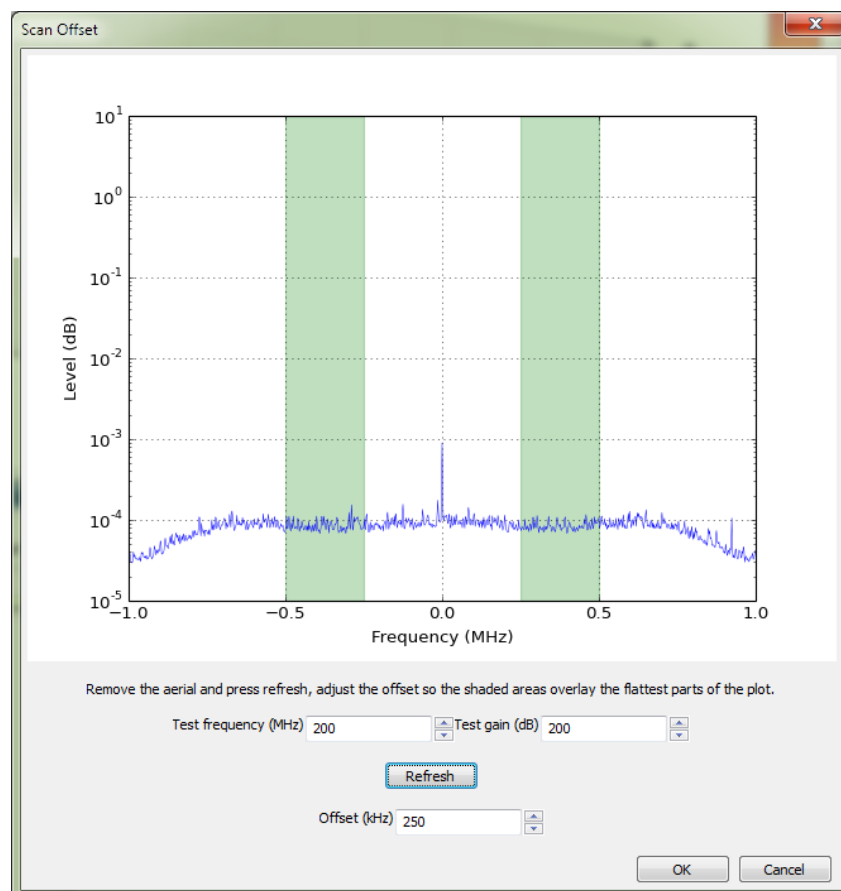 Scan Offset
10^1
10^0
10^-1
10^-2
10^-3
10^-4
10^-5
Level (dB)
−1.0 −0.5 0.0 0.5 1.0
Frequency (MHz)
Remove the aerial and press refresh, adjust the offset so the shaded areas overlay the flattest parts of the plot.
Test frequency (MHz) 200 Test gain (dB) 200
Refresh
Offset (kHz) 250
OK Cancel